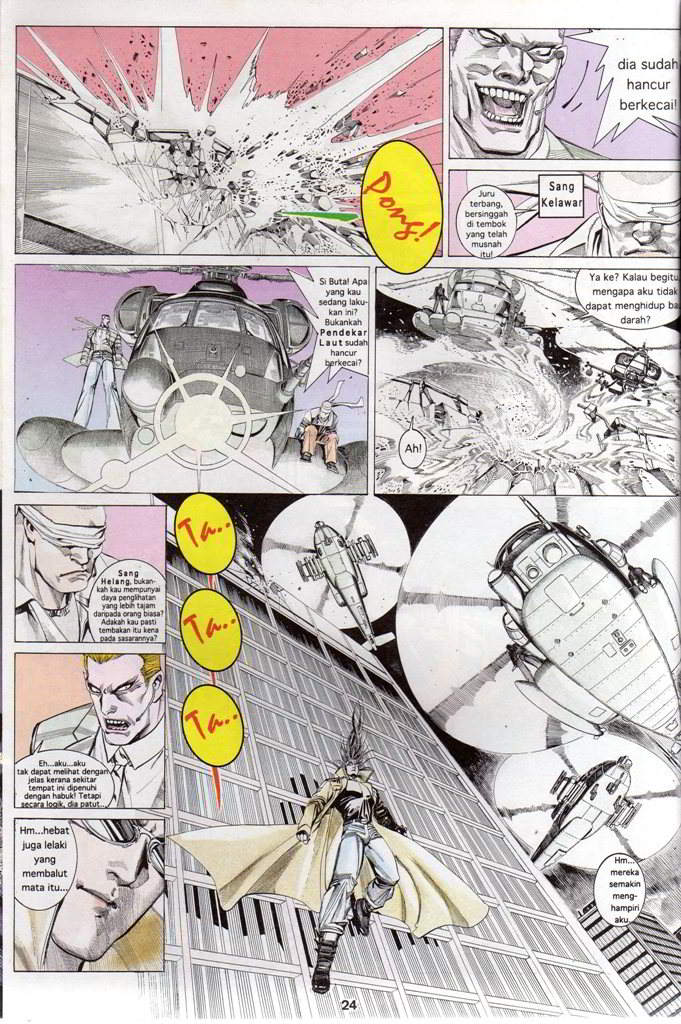 dia sudah
hancur
berkecai!
Dong!
Juru
terbang,
bersinggah
di tembok
yang telah
musnah
itu!
Sang
Kelawar
Si Buta! Apa
yang kau
sedang laku-
kan ini?
Bukankah
Pendekar
Laut sudah
hancur
berkecai?
Ya ke? Kalau begitu
mengapa aku tidak
dapat menghidup ba
darah?
Ah!
Sang
Helang, bukan-
kah kau mempunyai
daya penglihatan
yang lebih tajam
daripada orang biasa?
Adakah kau pasti
tembakan itu kena
pada sasarannya?
Ta..
Ta..
Ta..
Eh...aku...aku
tak dapat melihat dengan
jelas kerana sekitar
tempat ini dipenuhi
dengan habuk! Tetapi
secara logik, dia patut...
Hm...hebat
juga lelaki
yang
membalut
mata itu...
Hm...
mereka
semakin
meng-
hampiri
aku.
24